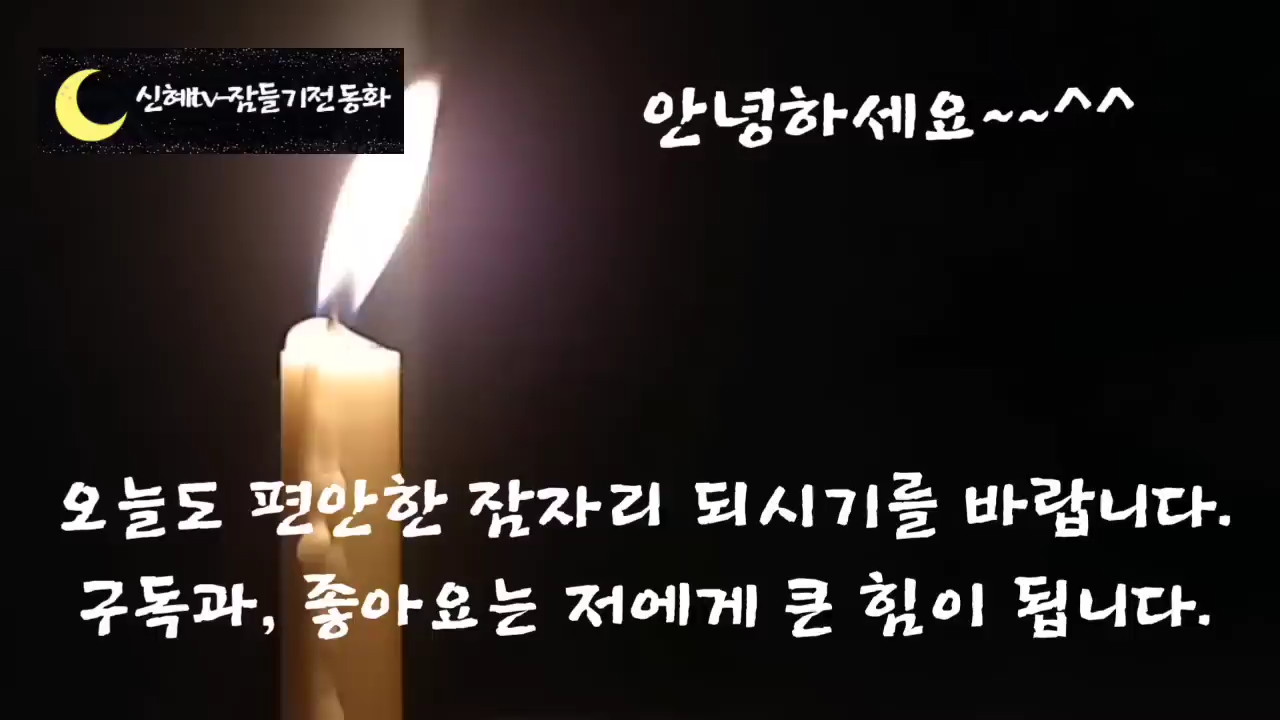 신혜tv-잠들기전동화
안녕하세요~~^^
오늘도 편안한 잠자리 되시기를 바랍니다.
구독과, 좋아요는 저에게 큰 힘이 됩니다.